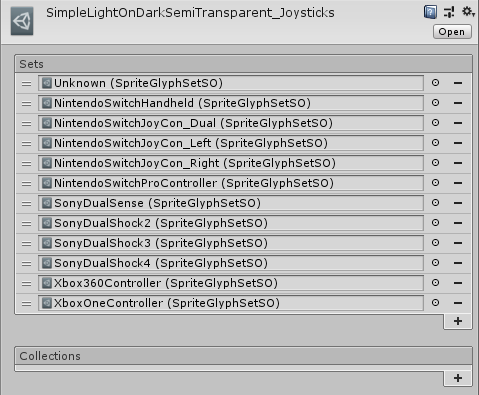 SimpleLightOnDarkSemiTransparent_Joysticks
Open
Sets
Unknown (SpriteGlyphSetSO)
NintendoSwitchHandheld (SpriteGlyphSetSO)
NintendoSwitchJoyCon_Dual (SpriteGlyphSetSO)
NintendoSwitchJoyCon_Left (SpriteGlyphSetSO)
NintendoSwitchJoyCon_Right (SpriteGlyphSetSO)
NintendoSwitchProController (SpriteGlyphSetSO)
SonyDualSense (SpriteGlyphSetSO)
SonyDualShock2 (SpriteGlyphSetSO)
SonyDualShock3 (SpriteGlyphSetSO)
SonyDualShock4 (SpriteGlyphSetSO)
Xbox360Controller (SpriteGlyphSetSO)
XboxOneController (SpriteGlyphSetSO)
Collections